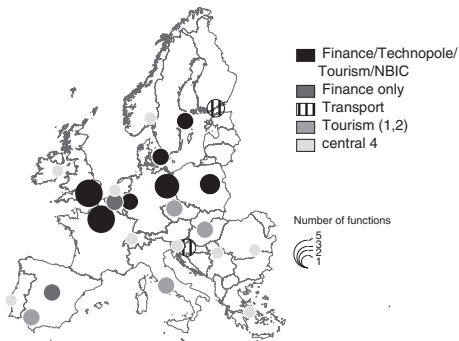 Finance/Technopole/
Tourism/NBIC
Finance only
Transport
Tourism (1,2)
central 4
Number of functions
5
3
2
1